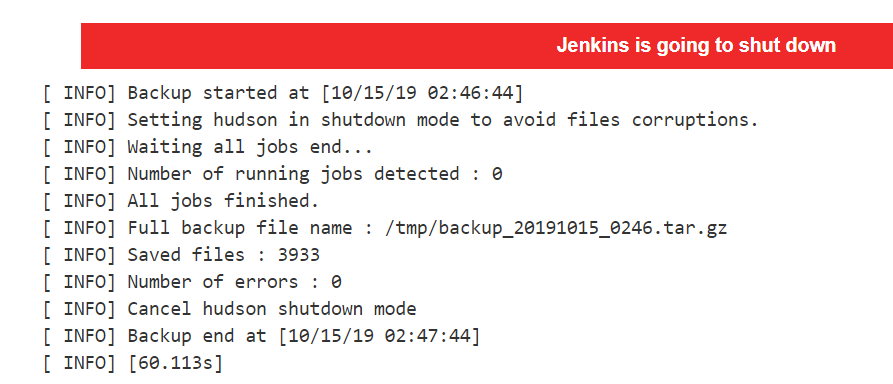 Jenkins is going to shut down
[ INFO] Backup started at [10/15/19 02:46:44]
[ INFO] Setting hudson in shutdown mode to avoid files corruptions.
[ INFO] Waiting all jobs end...
[ INFO] Number of running jobs detected : 0
[ INFO] All jobs finished.
[ INFO] Full backup file name : /tmp/backup_20191015_0246.tar.gz
[ INFO] Saved files : 3933
[ INFO] Number of errors : 0
[ INFO] Cancel hudson shutdown mode
[ INFO] Backup end at [10/15/19 02:47:44]
[ INFO] [60.113s]